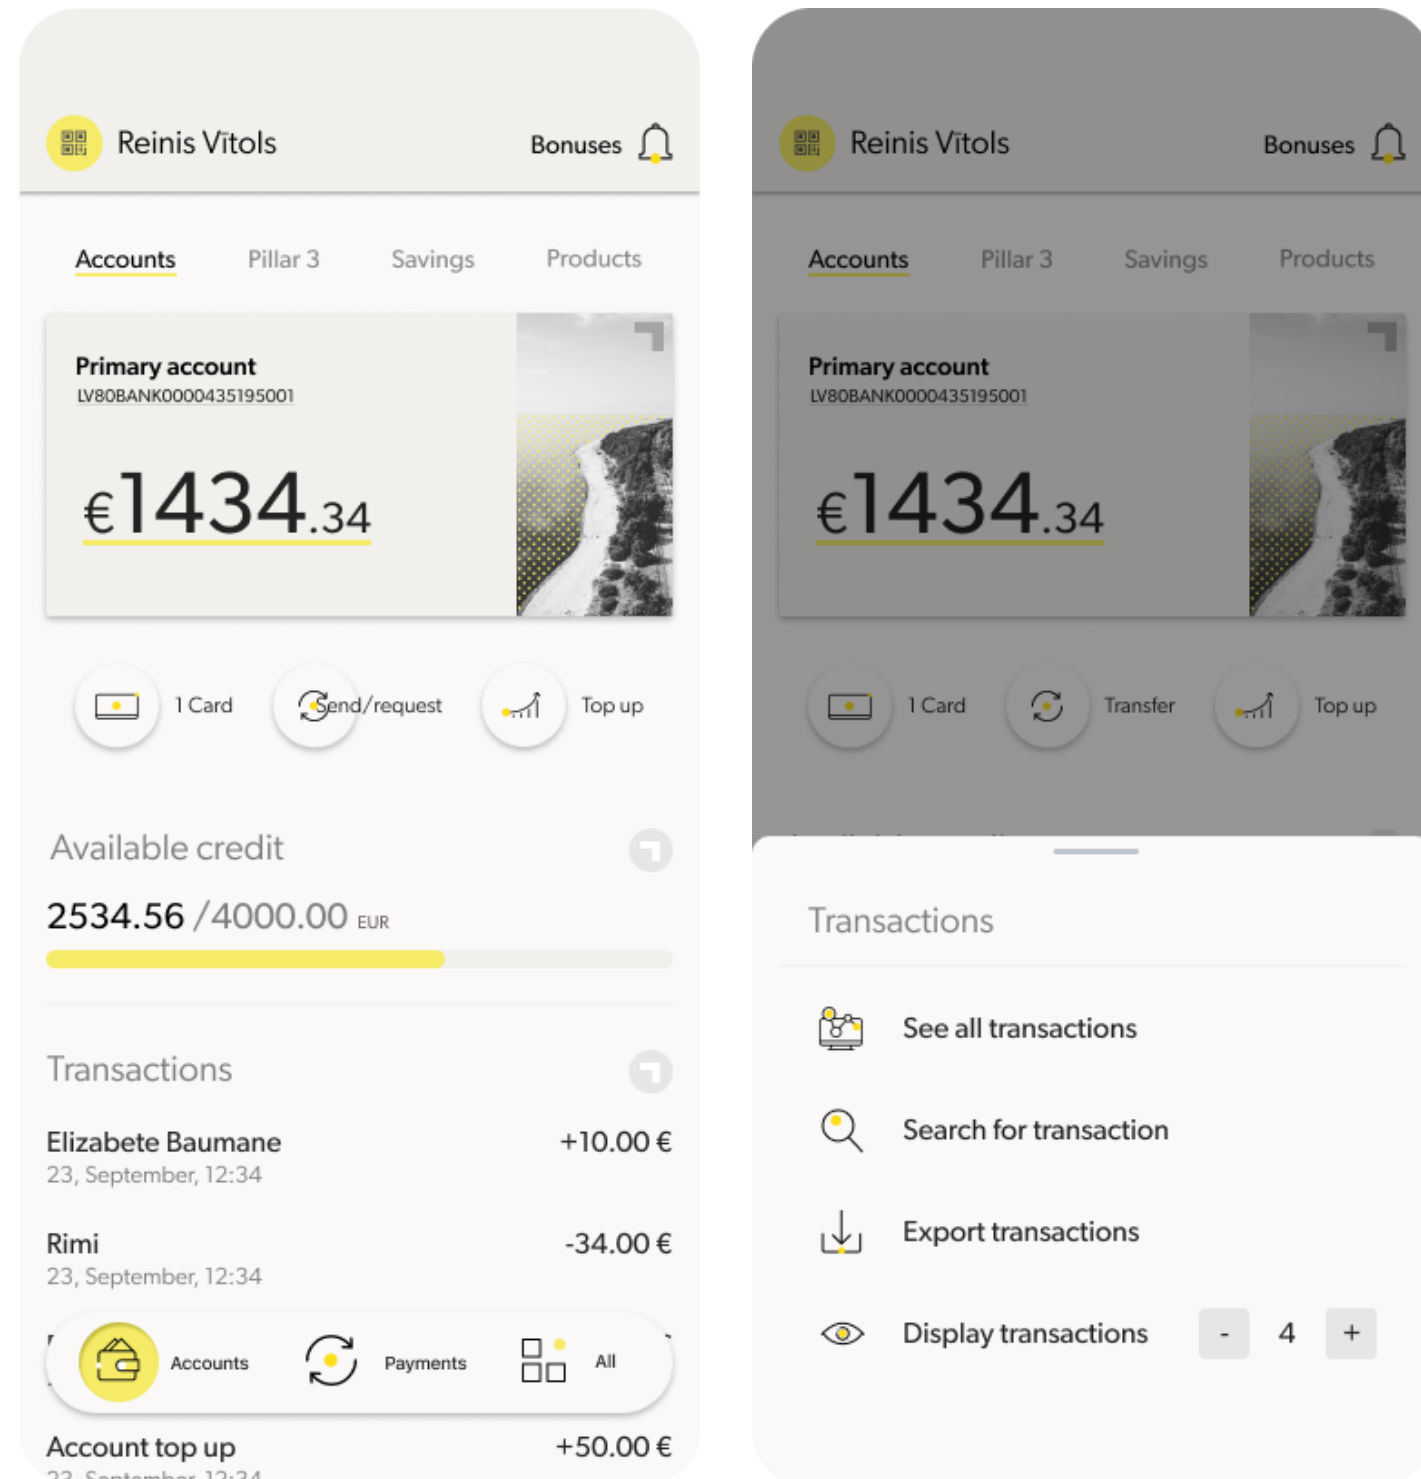 Reinis Vītols
Bonuses
Accounts
Pillar 3
Savings
Products
Primary account
LV80BANK0000435195001
€1434.34
1 Card
Send/request
Top up
Available credit
2534.56 /4000.00 EUR
Transactions
Elizabete Baumane
+10.00 €
23, September, 12:34
Rimi
-34.00 €
23, September, 12:34
Accounts
Payments
All
Account top up
+50.00 €
23, September, 12:34
Reinis Vītols
Bonuses
Accounts
Pillar 3
Savings
Products
Primary account
LV80BANK0000435195001
€1434.34
1 Card
Transfer
Top up
Transactions
See all transactions
Search for transaction
Export transactions
Display transactions
- 4 +